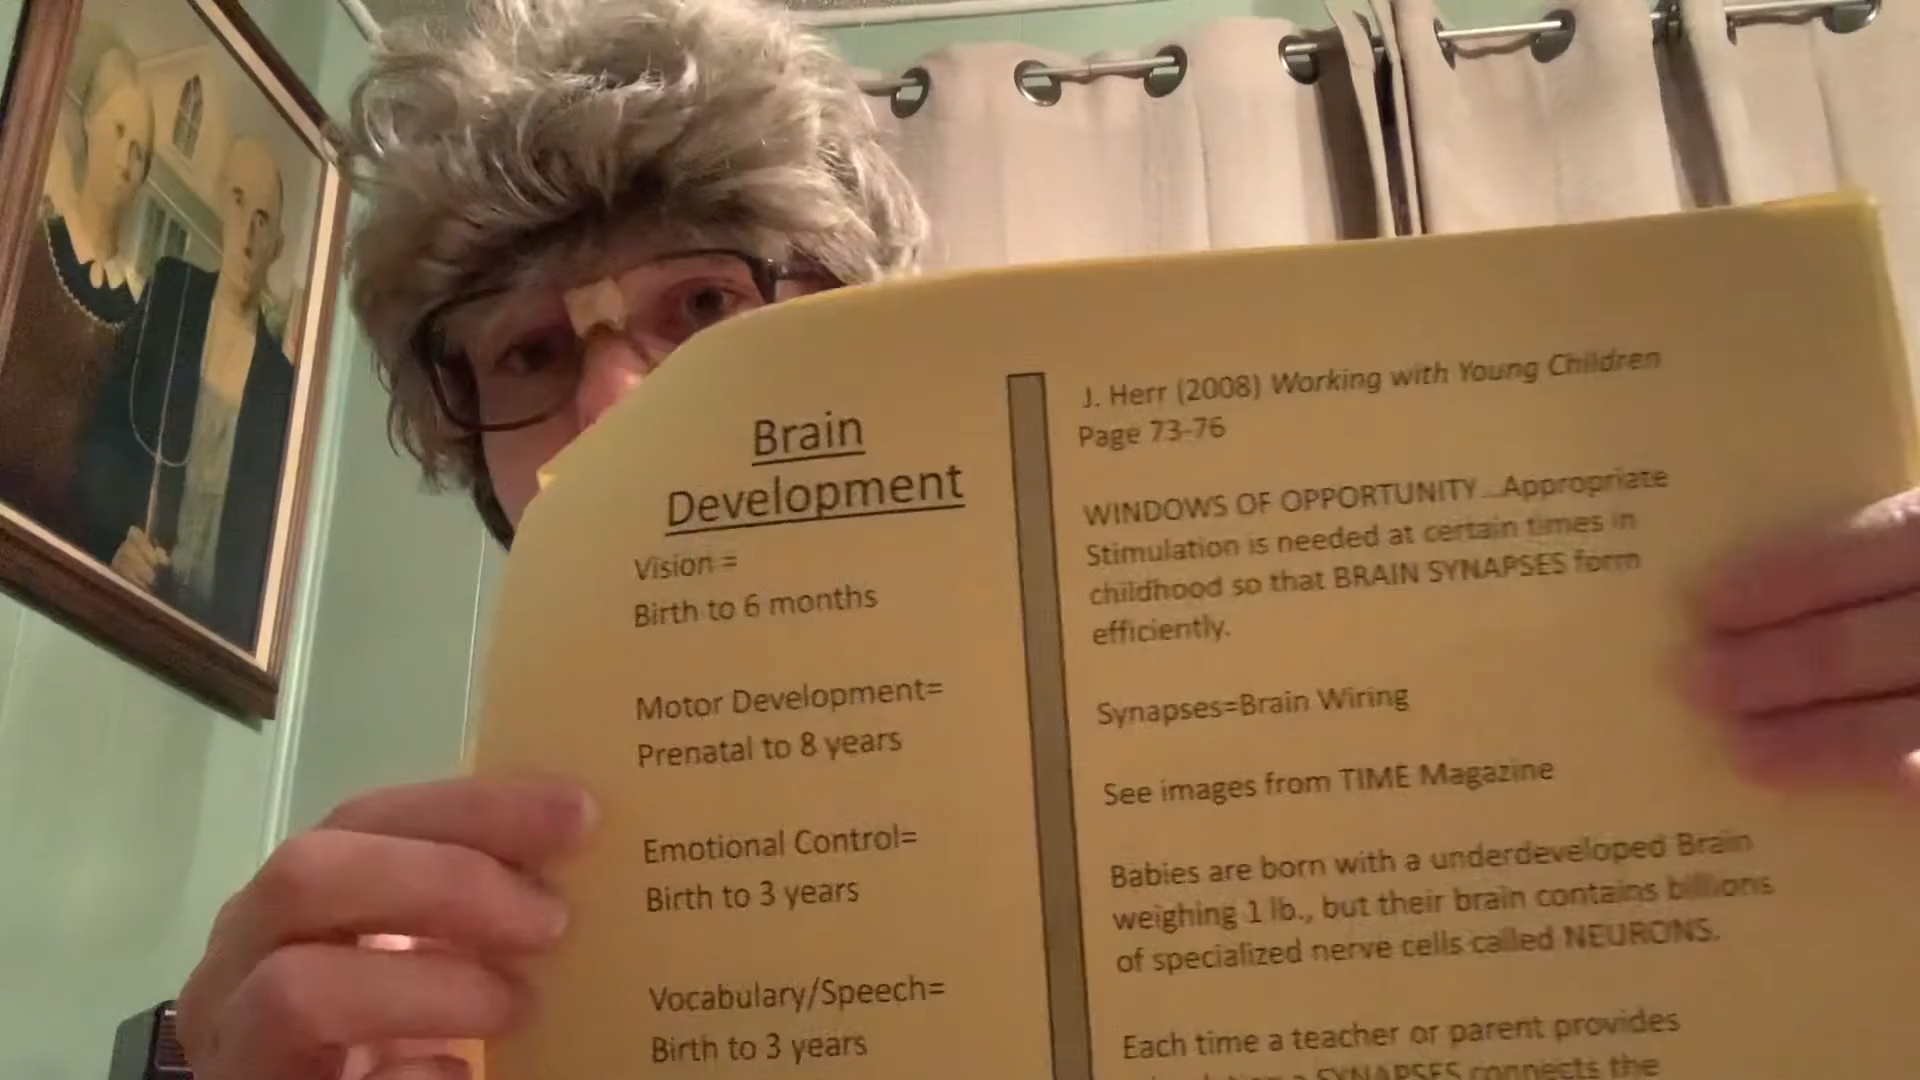 Brain
Development
Vision =
Birth to 6 months
Motor Development=
Prenatal to 8 years
Emotional Control=
Birth to 3 years
Vocabulary/Speech=
Birth to 3 years
J. Herr (2008) Working with Young Children
Page 73-76
WINDOWS OF OPPORTUNITY...Appropriate
Stimulation is needed at certain times in
childhood so that BRAIN SYNAPSES form
efficiently.
Synapses=Brain Wiring
See images from TIME Magazine
Babies are born with a underdeveloped Brain
weighing 1 lb., but their brain contains billions
of specialized nerve cells called NEURONS.
Each time a teacher or parent provides
a SYNAPSES connects the